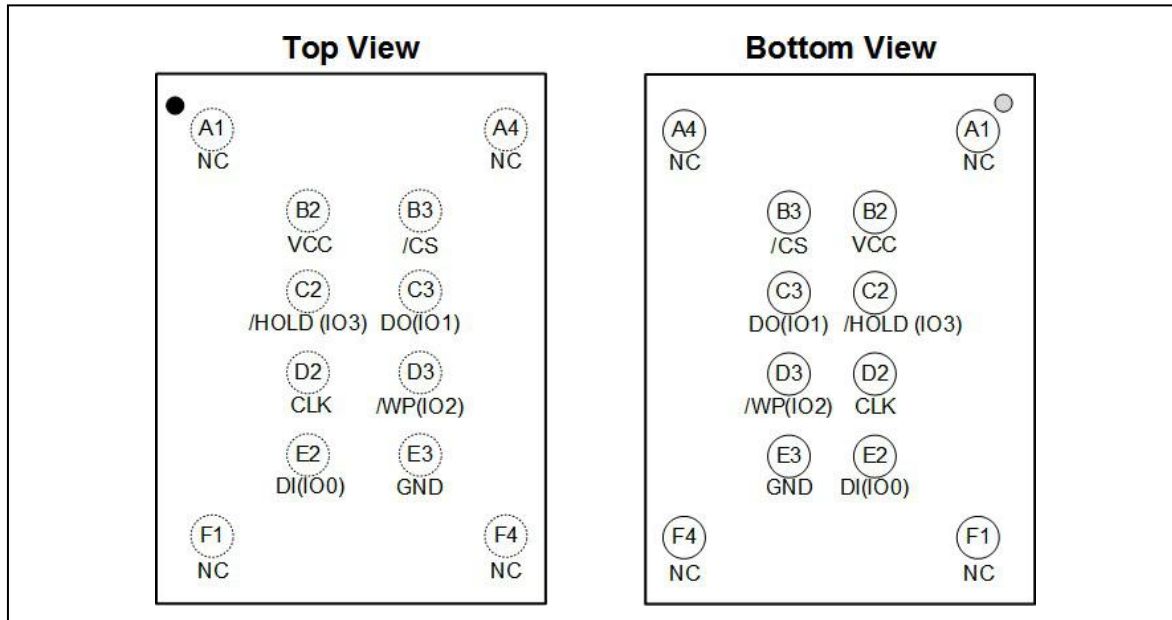 Top View
A1 A4
NC NC
B2 B3
VCC /CS
C2 C3
/HOLD (IO3) DO(IO1)
D2 D3
CLK /WP(IO2)
E2 E3
DI(IO0) GND
F1 F4
NC NC
Bottom View
A4 A1
NC NC
B3 B2
/CS VCC
C3 C2
DO(IO1) /HOLD (IO3)
D3 D2
/WP(IO2) CLK
E3 E2
GND DI(IO0)
F4 F1
NC NC